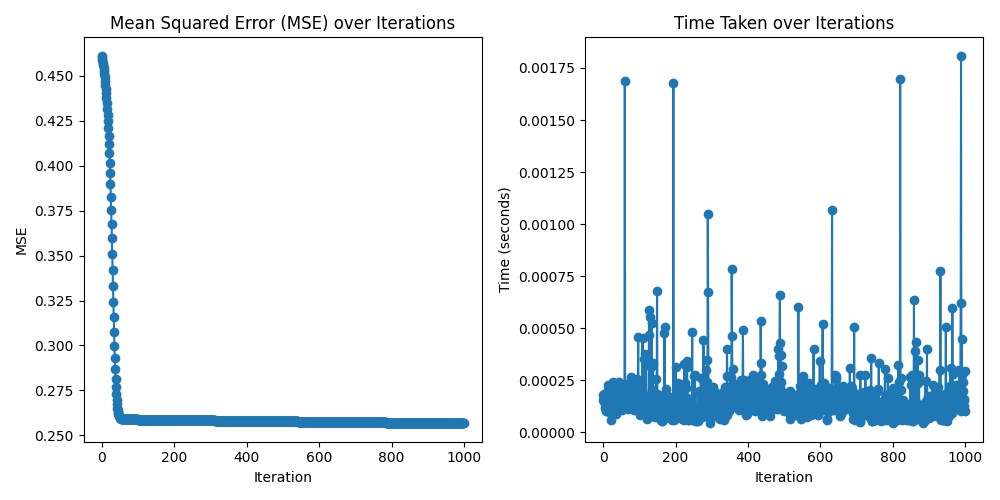 Mean Squared Error (MSE) over Iterations
MSE
0.450
0.425
0.400
0.375
0.350
0.325
0.300
0.275
0.250
0 200 400 600 800 1000
Iteration
Time Taken over Iterations
Time (seconds)
0.00175
0.00150
0.00125
0.00100
0.00075
0.00050
0.00025
0.00000
0 200 400 600 800 1000
Iteration